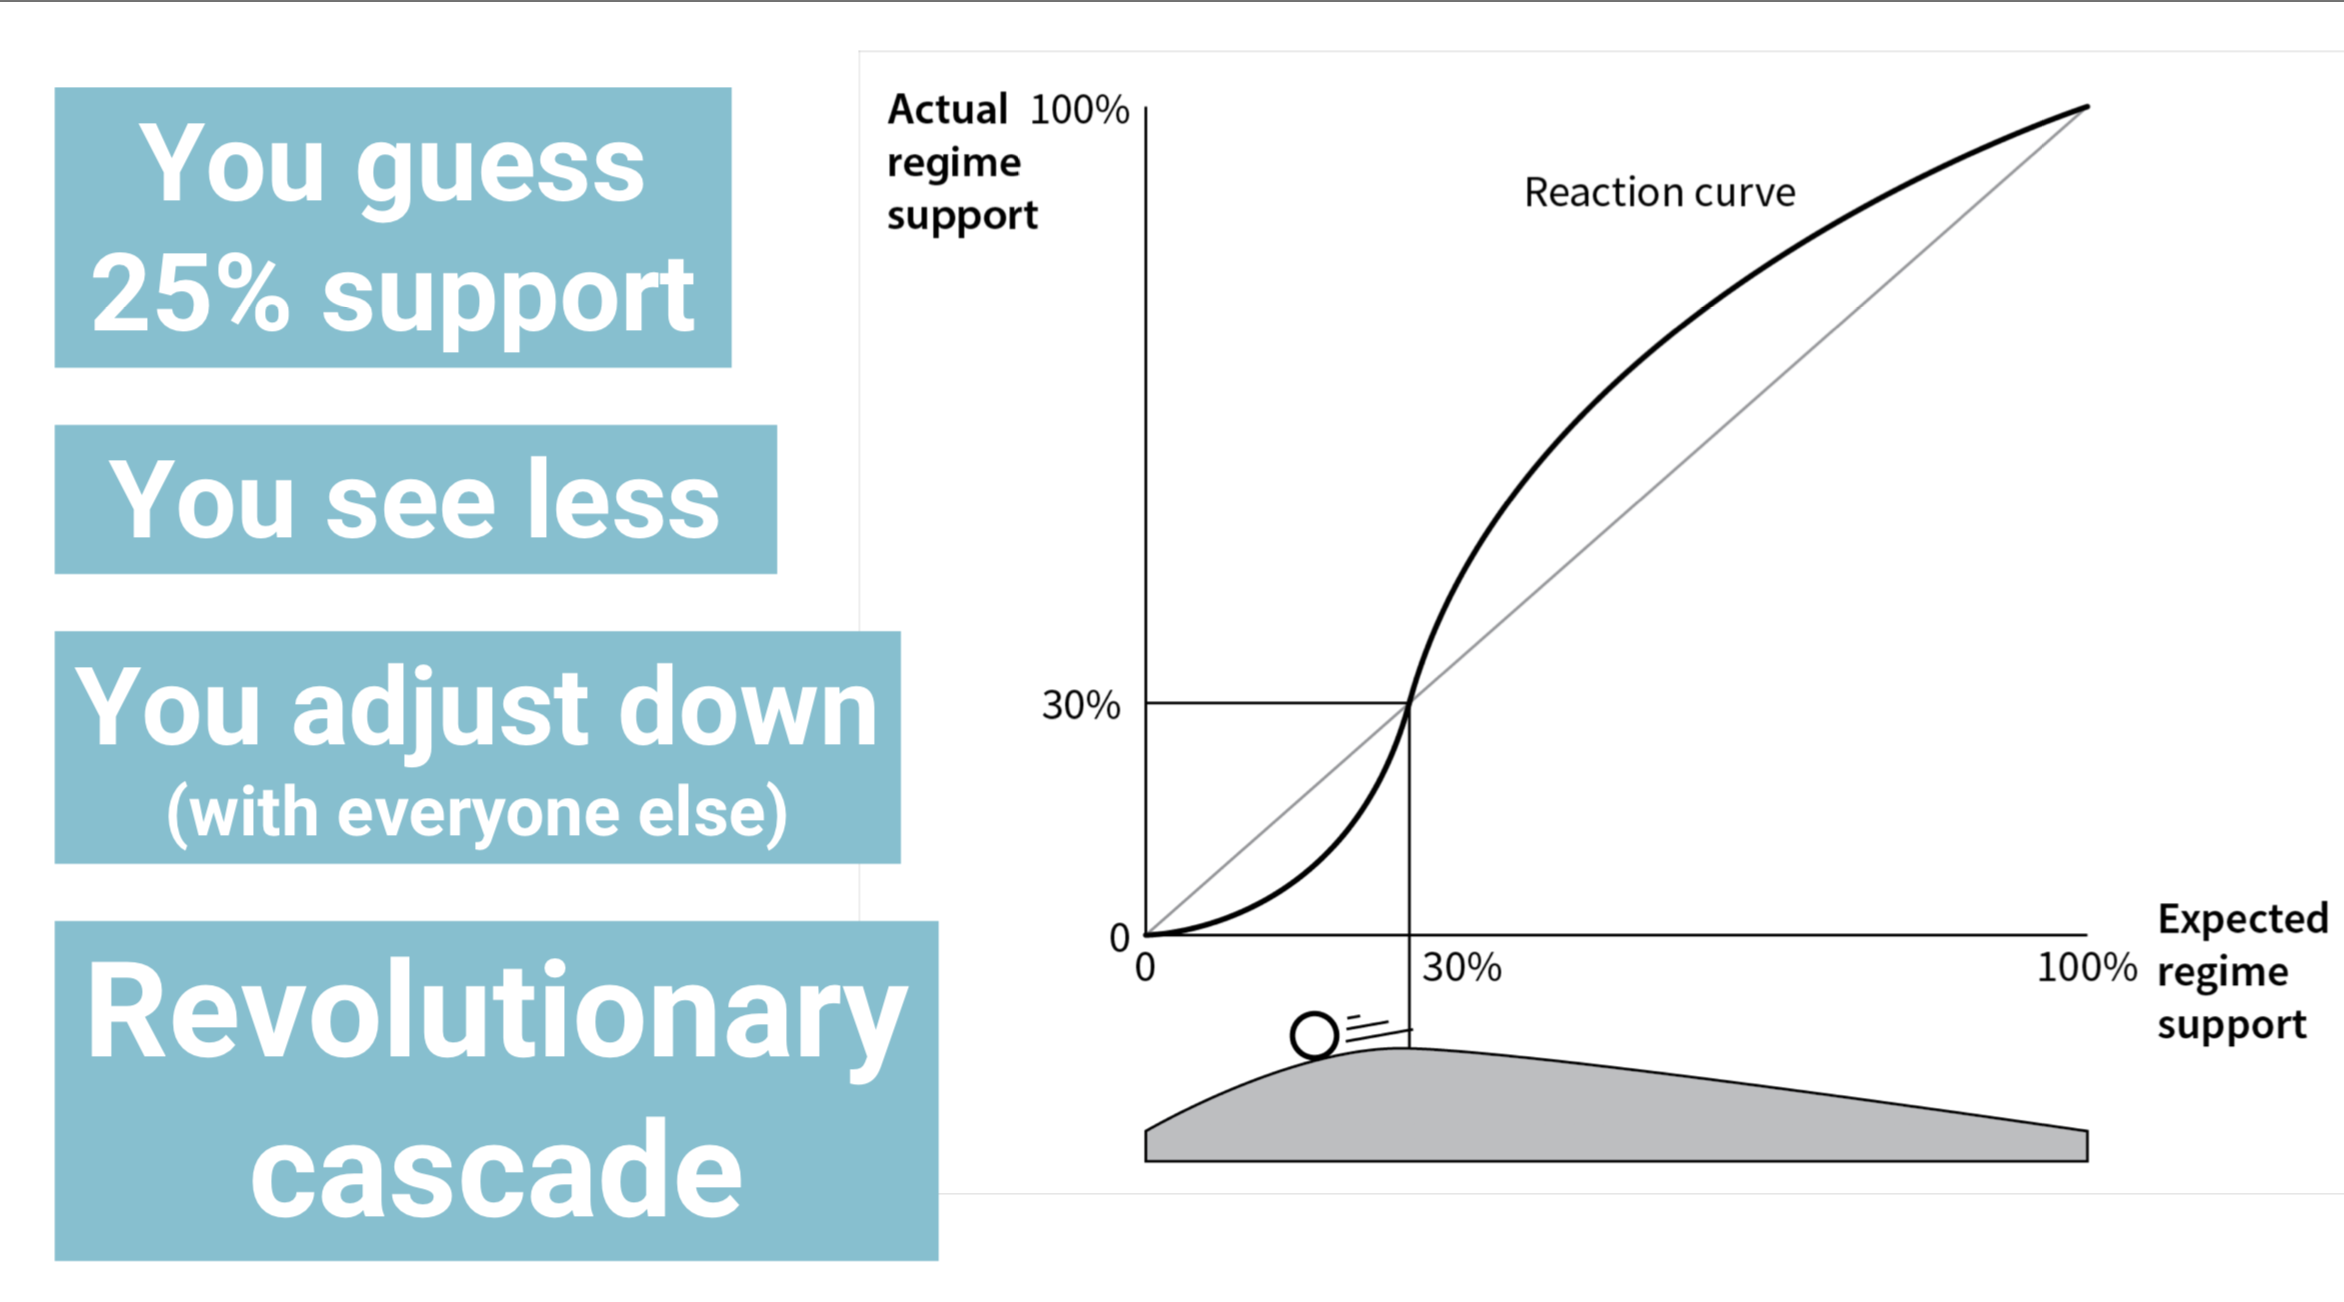 You guess
25% support
You see less
You adjust down
(with everyone else)
Revolutionary
cascade
Actual 100%
regime
support
Reaction curve
30%
0
0
30%
100%
Expected
regime
support